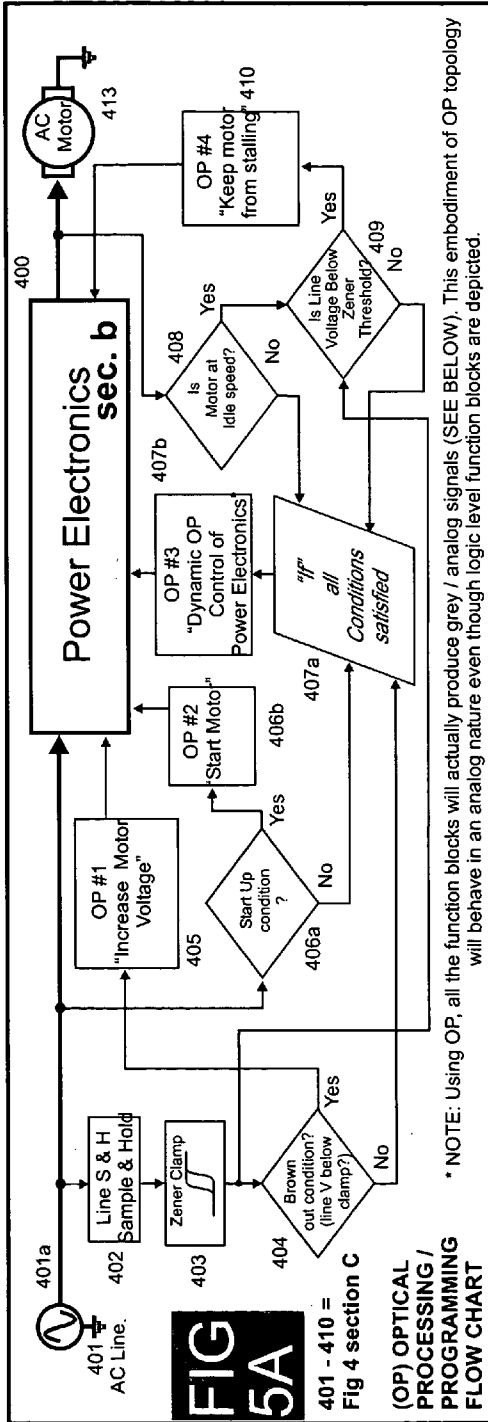 401a
401
AC Line.
402
Line S & H
Sample & Hold
403
Zener Clamp
404
Brown
out condition?
(line V below
clamp?)
Yes
No
405
OP #1
"Increase Motor
Voltage"
406a
Start Up
condition
?
Yes
No
406b
OP #2
"Start Motor"
407a
"If"
all
Conditions
satisfied
407b
OP #3
"Dynamic OP
Control of
Power Electronics"
400
Power Electronics
sec. b
408
Is
Motor at
Idle speed?
Yes
No
409
Is Line
Voltage Below
Zener
Threshold?
Yes
No
OP #4
"Keep motor
from stalling"
410
AC
Motor
413
FIG
5A
401 - 410 =
Fig 4 section C
(OP) OPTICAL
PROCESSING /
PROGRAMMING
FLOW CHART
* NOTE: Using OP, all the function blocks will actually produce grey / analog signals (SEE BELOW). This embodiment of OP topology
will behave in an analog nature even though logic level function blocks are depicted.